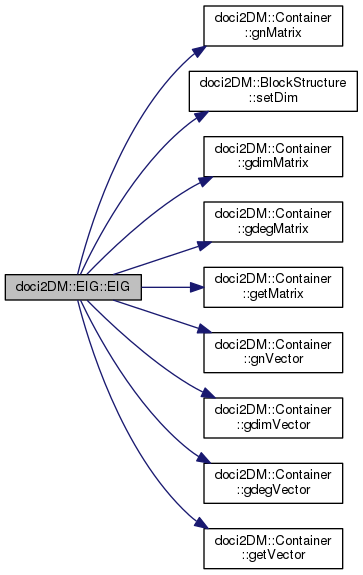 doci2DM::Container
::gnMatrix
doci2DM::BlockStructure
::setDim
doci2DM::Container
::gdimMatrix
doci2DM::Container
::gdegMatrix
doci2DM::EIG::EIG
doci2DM::Container
::getMatrix
doci2DM::Container
::gnVector
doci2DM::Container
::gdimVector
doci2DM::Container
::gdegVector
doci2DM::Container
::getVector